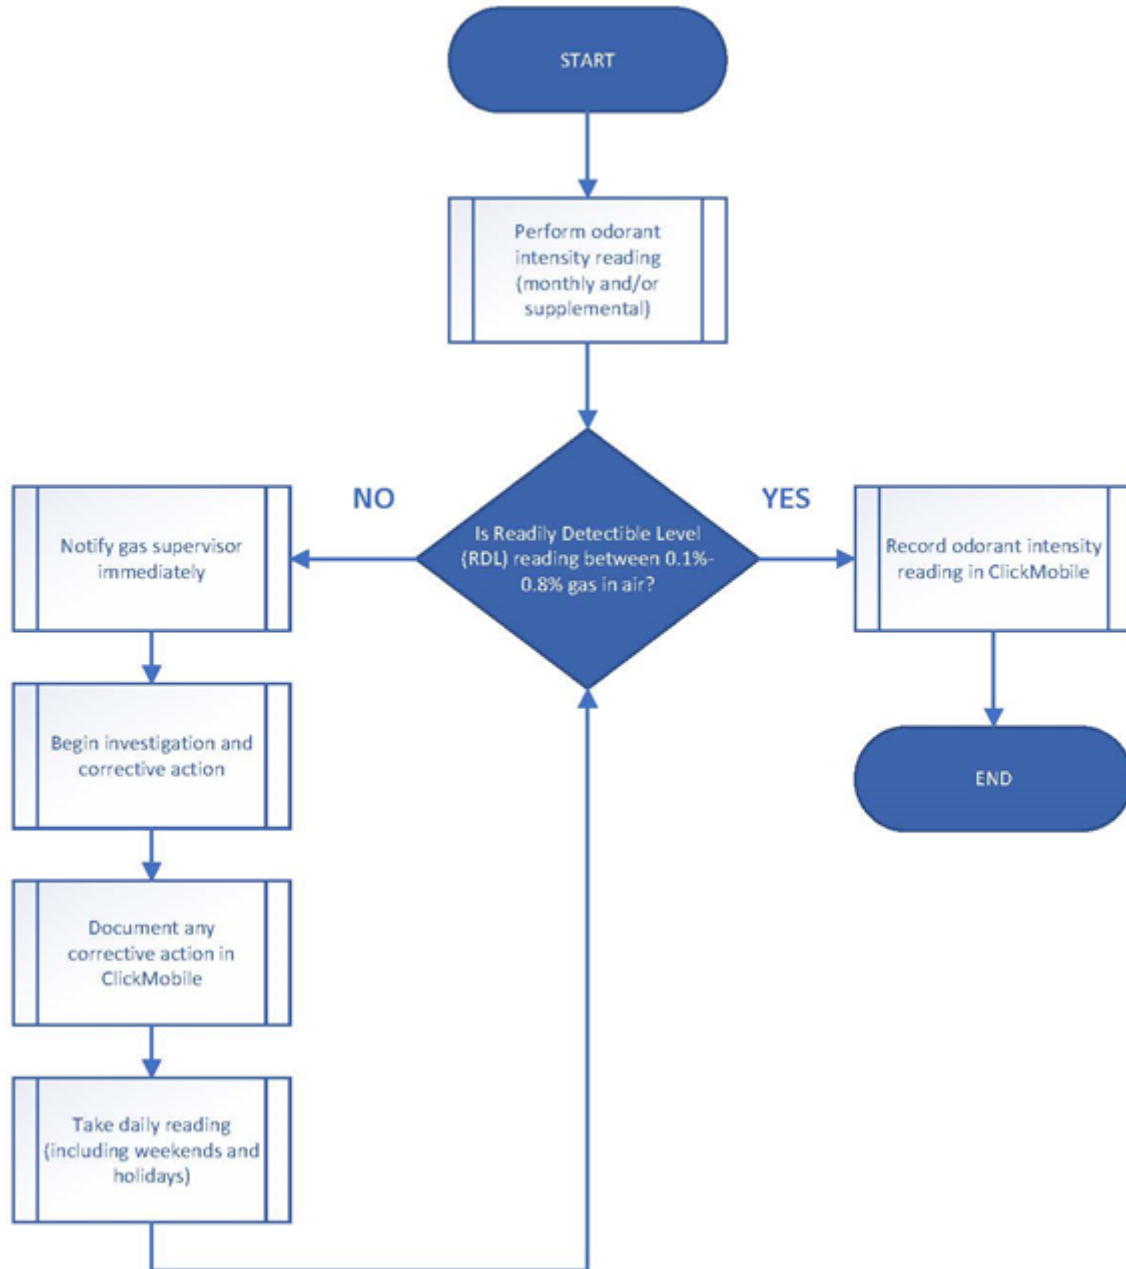 START
Perform odorant
intensity reading
(monthly and/or
supplemental)
NO
YES
Is Readily Detectible Level
(RDL) reading between 0.1%-
0.8% gas in air?
Notify gas supervisor
immediately
Record odorant intensity
reading in ClickMobile
Begin investigation and
corrective action
END
Document any
corrective action in
ClickMobile
Take daily reading
(including weekends and
holidays)